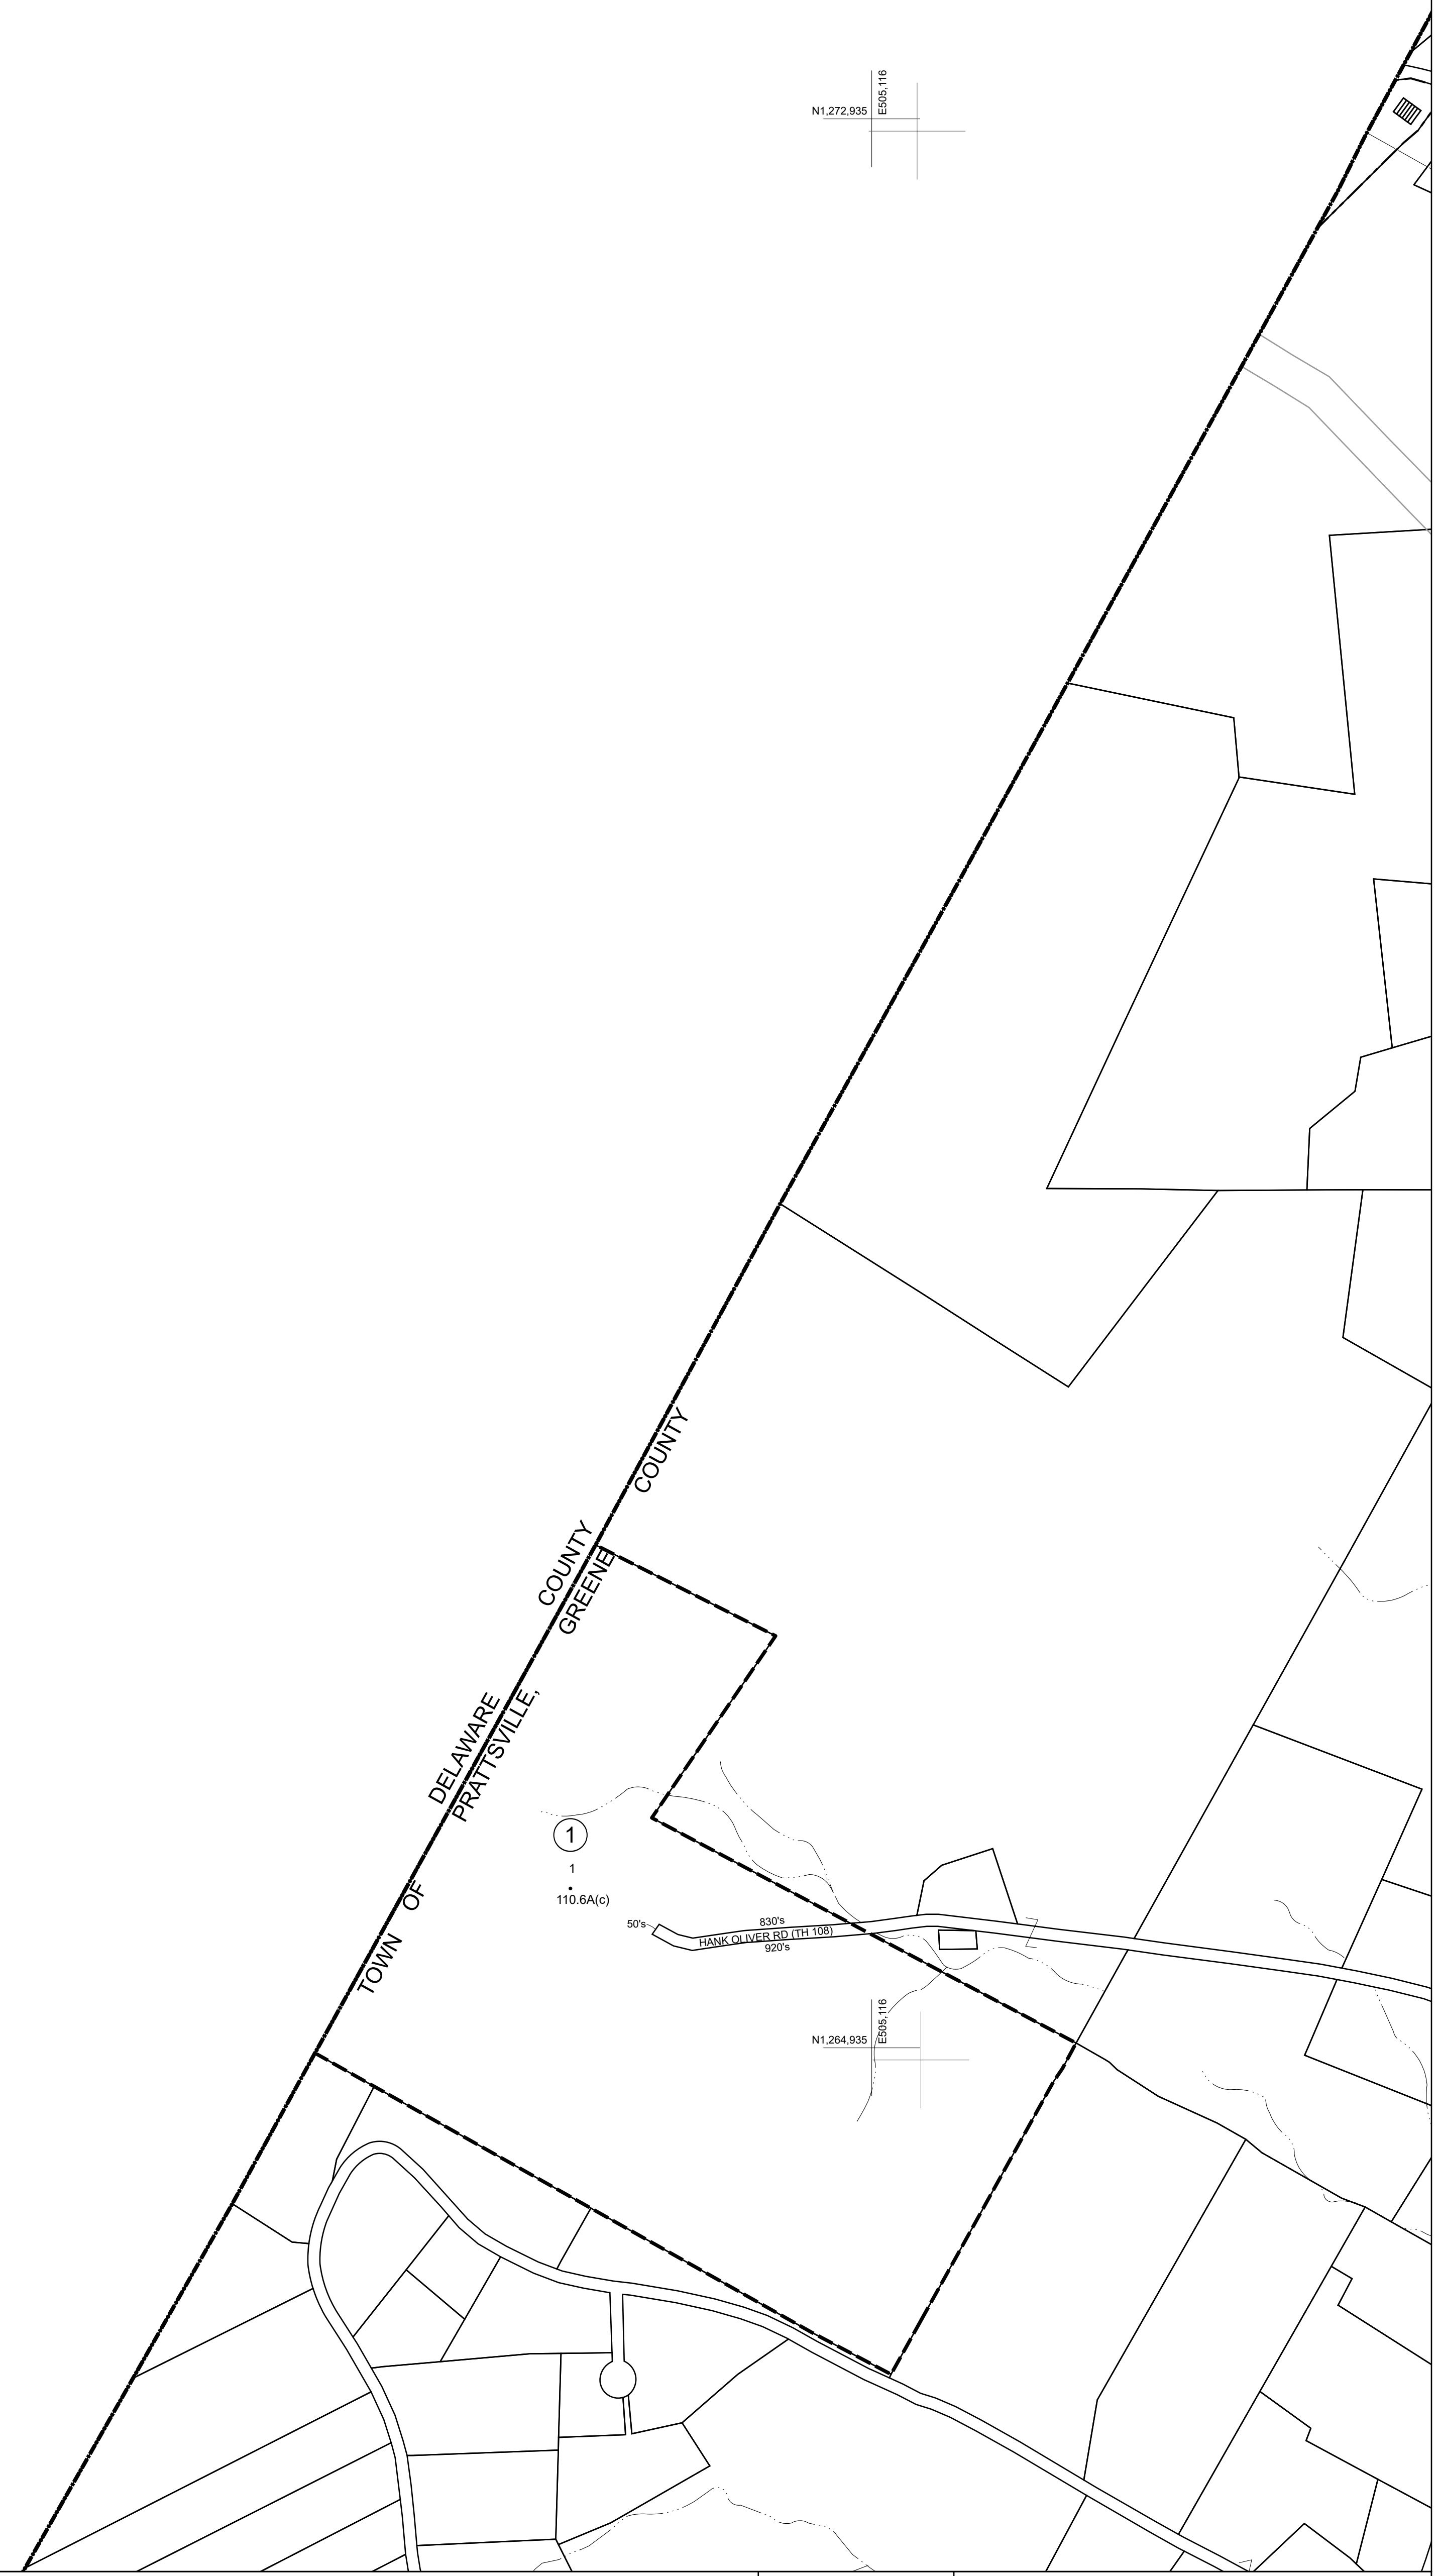 N1,272,935
E505,116
DELAWARE COUNTY
TOWN OF PRATTSVILLE, GREENE COUNTY
1
1
110.6A(c)
50's
830's
HANK OLIVER RD (TH 108)
920's
N1,264,935
E505,116